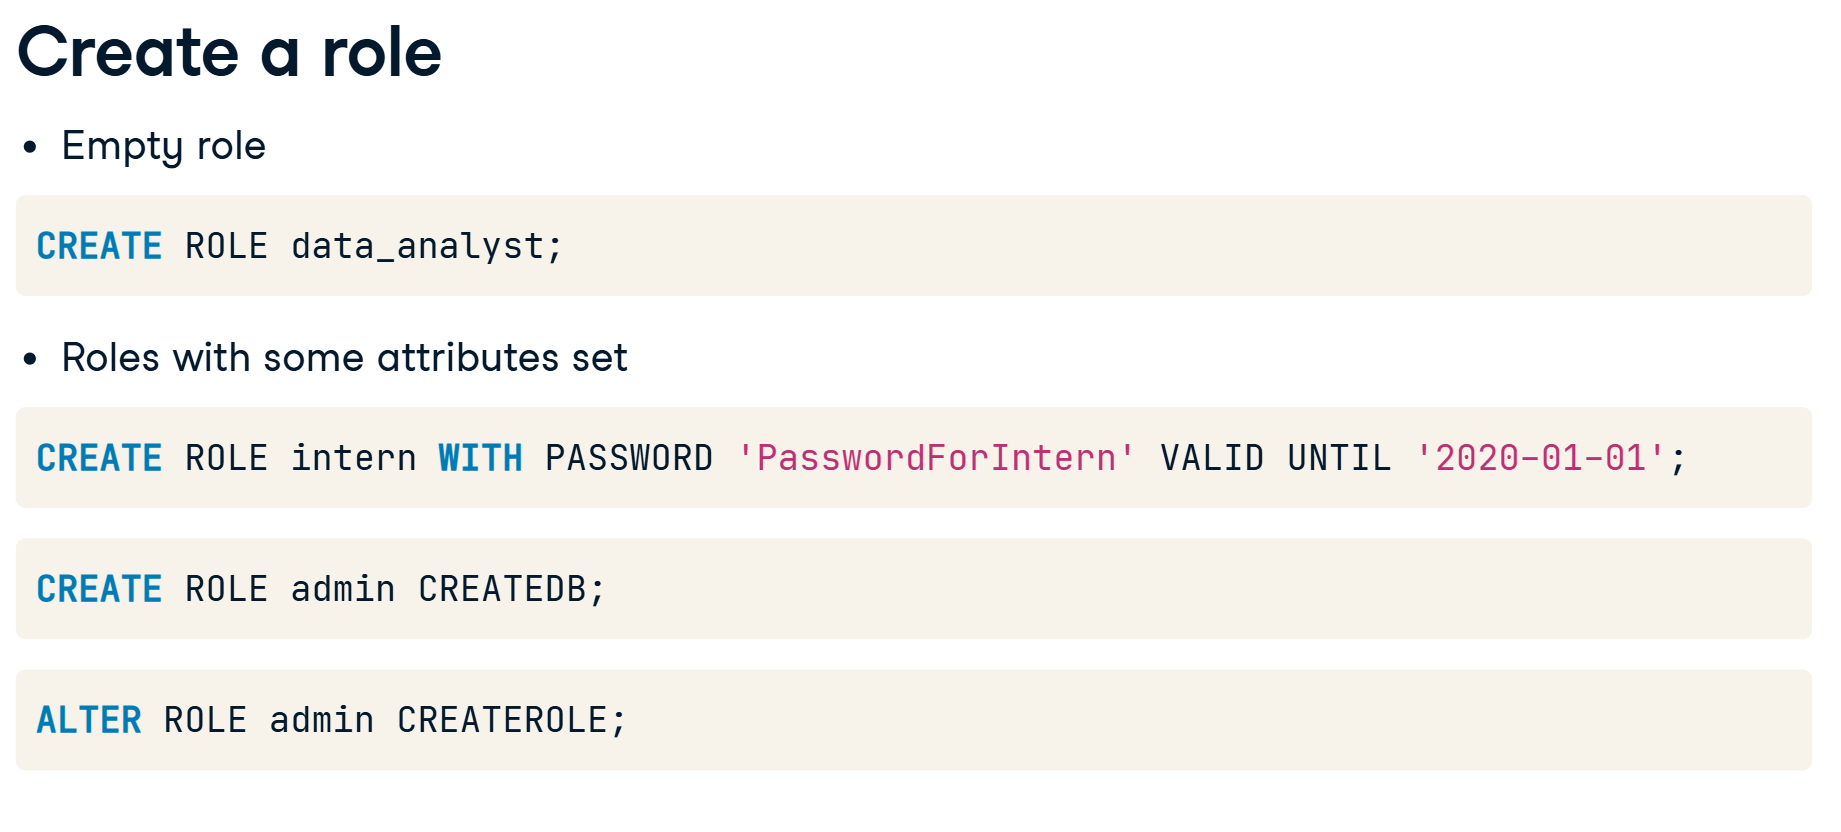 Create a role
• Empty role
CREATE ROLE data_analyst;
• Roles with some attributes set
CREATE ROLE intern WITH PASSWORD 'PasswordForIntern' VALID UNTIL '2020-01-01';
CREATE ROLE admin CREATEDB;
ALTER ROLE admin CREATEROLE;